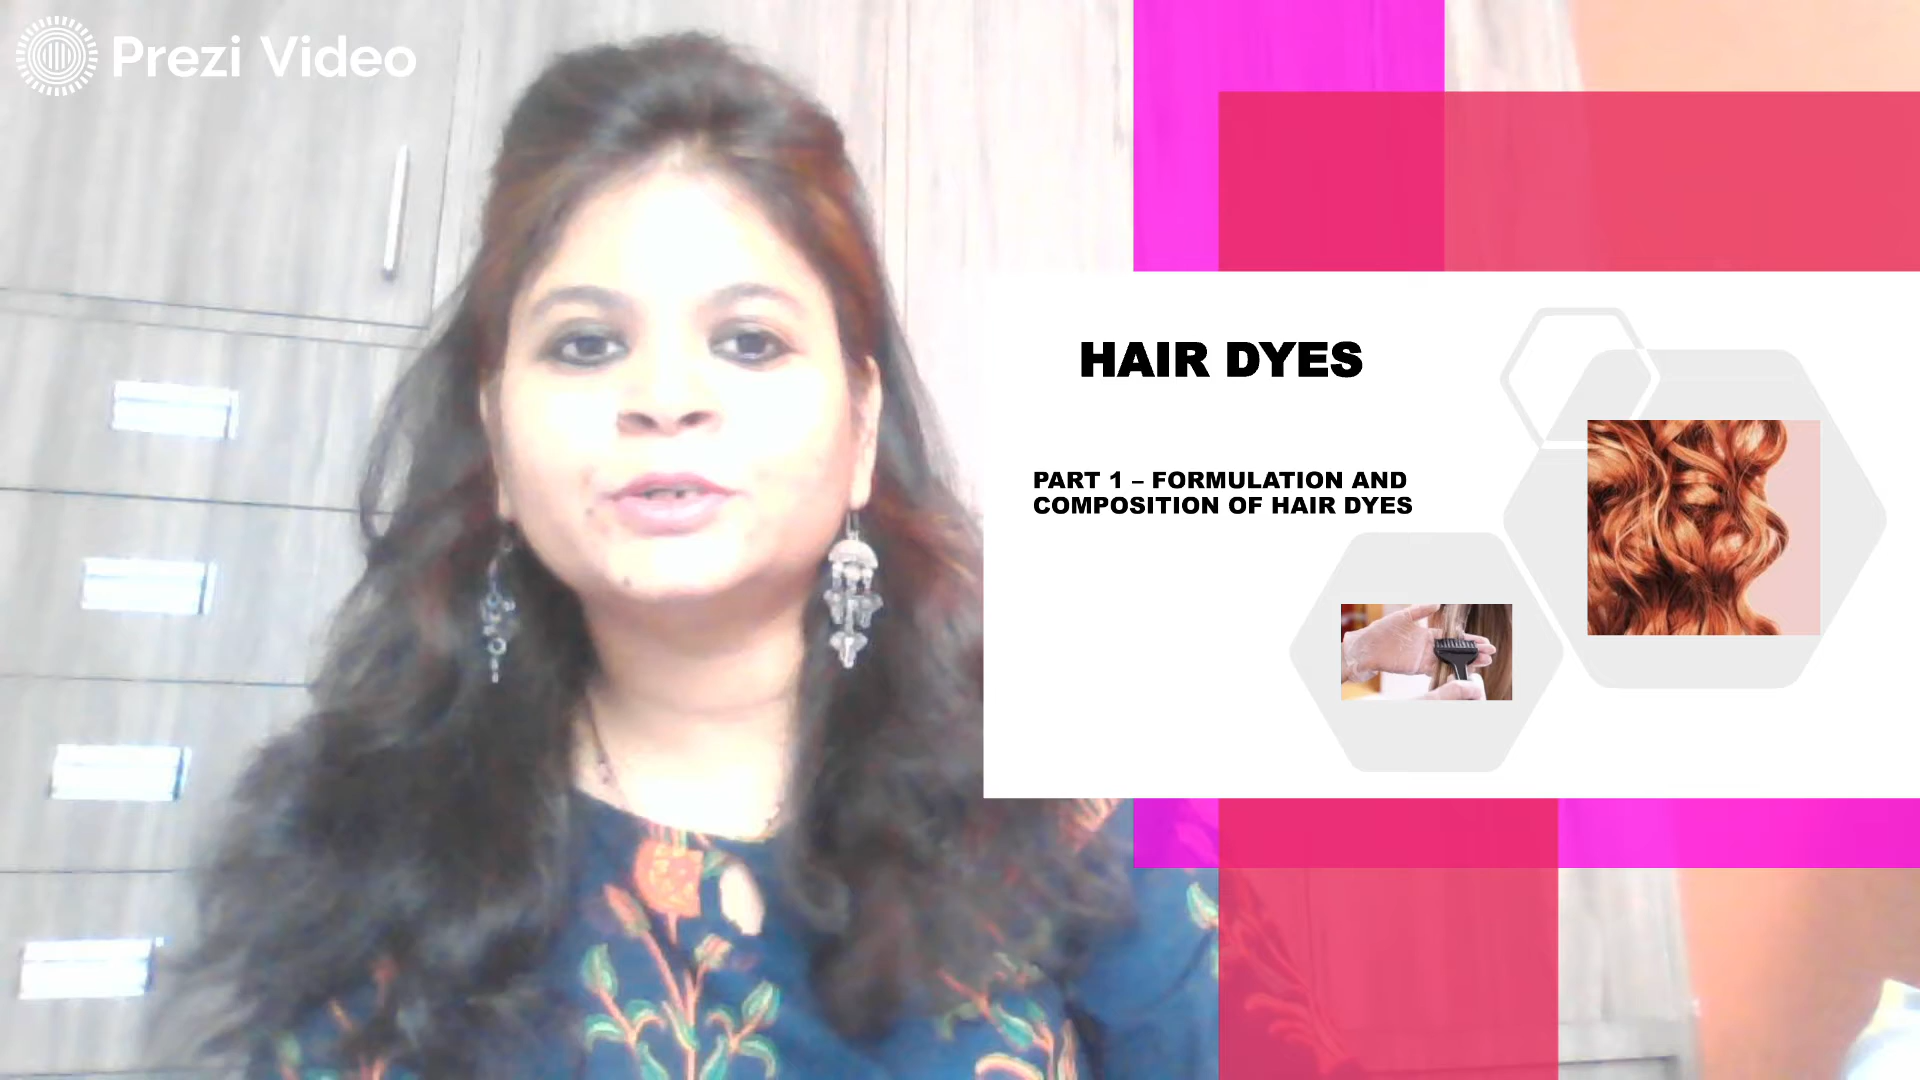 Prezi Video
HAIR DYES
PART 1 – FORMULATION AND
COMPOSITION OF HAIR DYES